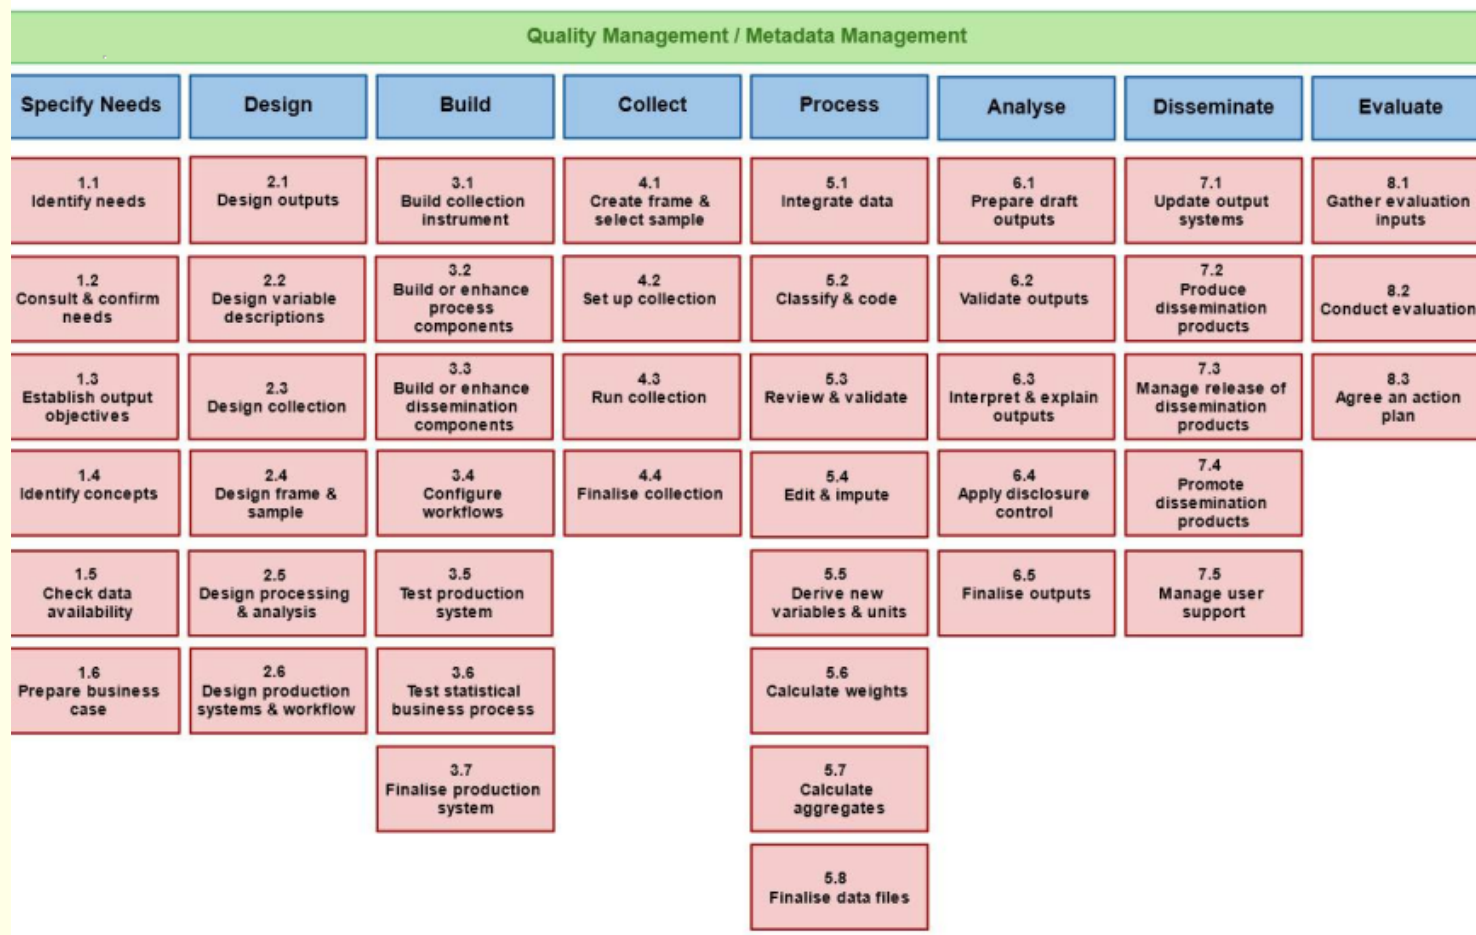 Quality Management / Metadata Management
Specify Needs
Design
Build
Collect
Process
Analyse
Disseminate
Evaluate
1.1
Identify needs
2.1
Design outputs
3.1
Build collection
instrument
4.1
Create frame &
select sample
5.1
Integrate data
6.1
Prepare draft
outputs
7.1
Update output
systems
8.1
Gather evaluation
inputs
1.2
Consult & confirm
needs
2.2
Design variable
descriptions
3.2
Build or enhance
process
components
4.2
Set up collection
5.2
Classify & code
6.2
Validate outputs
7.2
Produce
dissemination
products
8.2
Conduct evaluation
1.3
Establish output
objectives
2.3
Design collection
3.3
Build or enhance
dissemination
components
4.3
Run collection
5.3
Review & validate
6.3
Interpret & explain
outputs
7.3
Manage release of
dissemination
products
8.3
Agree an action
plan
1.4
Identify concepts
2.4
Design frame &
sample
3.4
Configure
workflows
4.4
Finalise collection
5.4
Edit & impute
6.4
Apply disclosure
control
7.4
Promote
dissemination
products
1.5
Check data
availability
2.5
Design processing
& analysis
3.5
Test production
system
5.5
Derive new
variables & units
6.5
Finalise outputs
7.5
Manage user
support
1.6
Prepare business
case
2.6
Design production
systems & workflow
3.6
Test statistical
business process
5.6
Calculate weights
3.7
Finalise production
system
5.7
Calculate
aggregates
5.8
Finalise data files